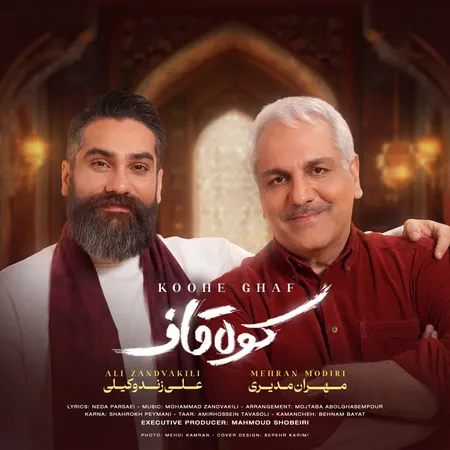 KOOHE GHAF
کوه قاف
ALI ZANDVAKILI
علی زندوکیلی
MEHRAN MODIRI
مهران مدیری
LYRICS: NEDA PARSAEI - MUSIC: MOHAMMAD ZANDVAKILI - ARRANGEMENT: MOJTABA ABOLGHASEMPOUR
KARNA: SHAHROKH PEYMANI - TAAR: AMIRHOSSEIN TAVASOLI - KAMANCHEH: BEHNAM BAYAT
EXECUTIVE PRODUCER: MAHMOUD SHOBEIRI
PHOTO: MEHDI KAMRAN - COVER DESIGN: SEPEHR KARIMI